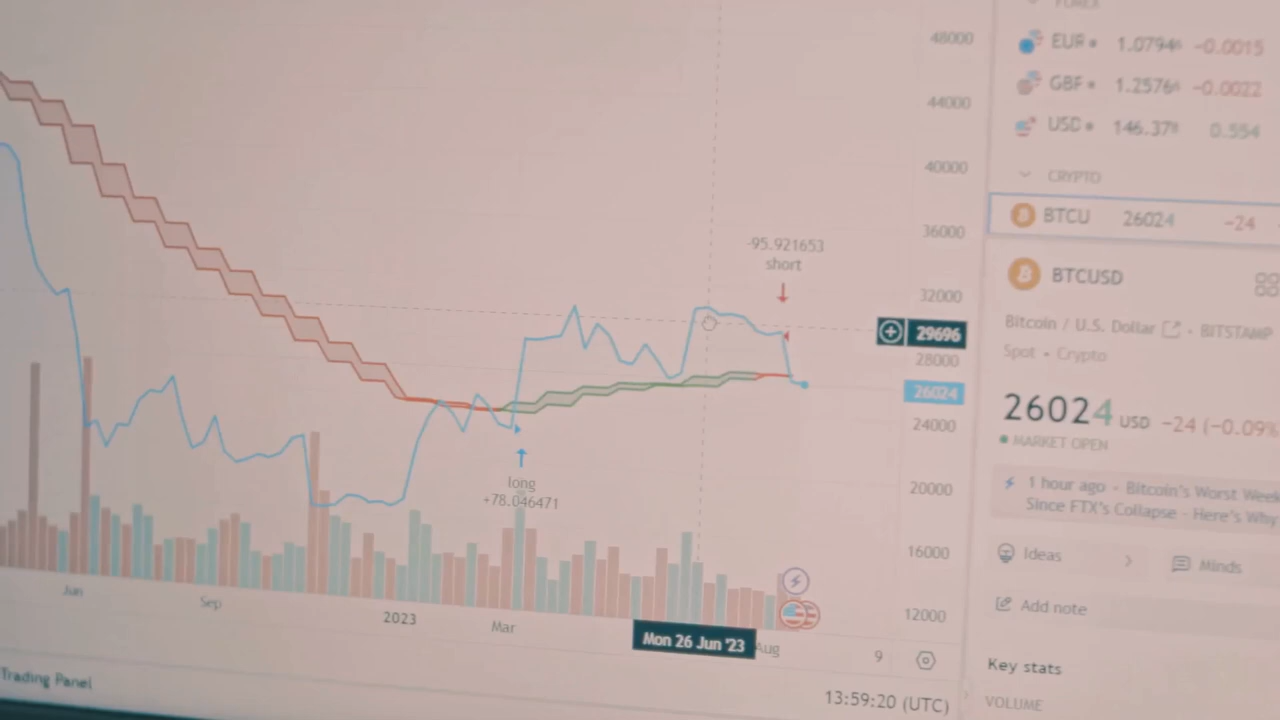 48000
44000
40000
36000
32000
29696
28000
26024
24000
20000
16000
12000
-95.921653
short
long
+78.046471
Jun
Sep
2023
Mar
Mon 26 Jun '23
Aug
9
13:59:20 (UTC)
Trading Panel
FOREX
EUR 1.0794 -0.0015
GBF 1.2576 -0.0022
USD 146.37 0.554
CRYPTO
BTCU 26024 -24
BTCUSD
Bitcoin / U.S. Dollar • BITSTAMP
Spot • Crypto
26024 USD -24 (-0.09%
MARKET OPEN
1 hour ago - Bitcoin's Worst Week
Since FTX's Collapse - Here's Why
Ideas
Minds
Add note
Key stats
VOLUME